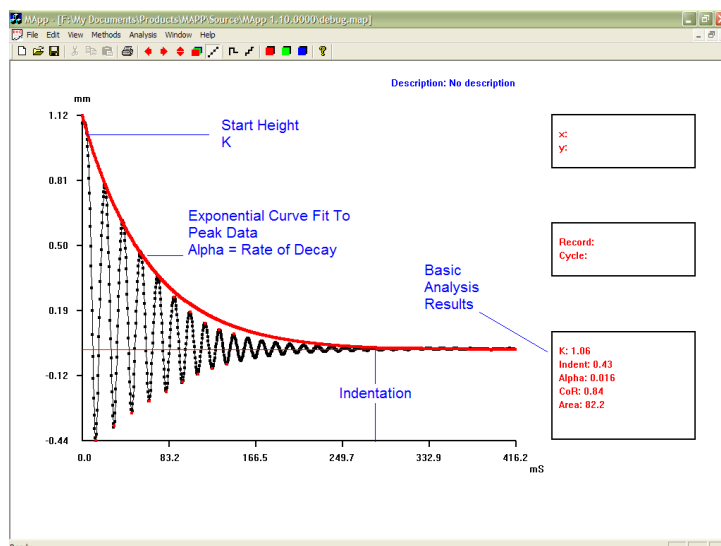 MApp - [F:\My Documents\Products\MAPP\Source\MApp 1.10.0000\debug.map]
File Edit View Methods Analysis Window Help
Description: No description
mm
1.12
0.81
0.50
0.19
-0.12
-0.44
0.0 83.2 166.5 249.7 332.9 416.2
mS
Start Height
K
Exponential Curve Fit To
Peak Data
Alpha = Rate of Decay
Basic
Analysis
Results
Indentation
x:
y:
Record:
Cycle:
K: 1.06
Indent: 0.43
Alpha: 0.016
CoR: 0.84
Area: 82.2